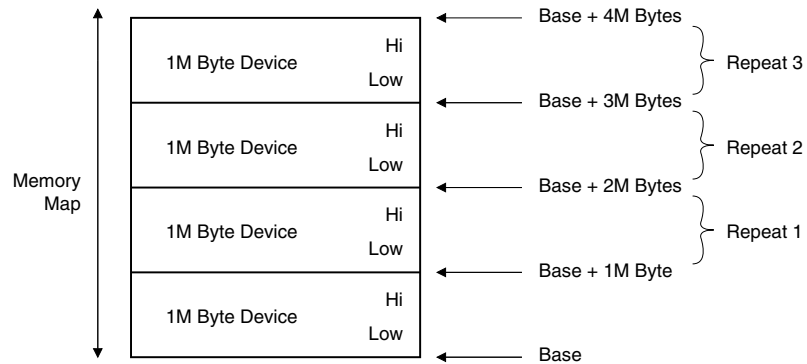 Base + 4M Bytes
Hi
1M Byte Device
Repeat 3
Low
Base + 3M Bytes
Hi
1M Byte Device
Repeat 2
Low
Memory
Map
Base + 2M Bytes
Hi
1M Byte Device
Repeat 1
Low
Base + 1M Byte
Hi
1M Byte Device
Low
Base